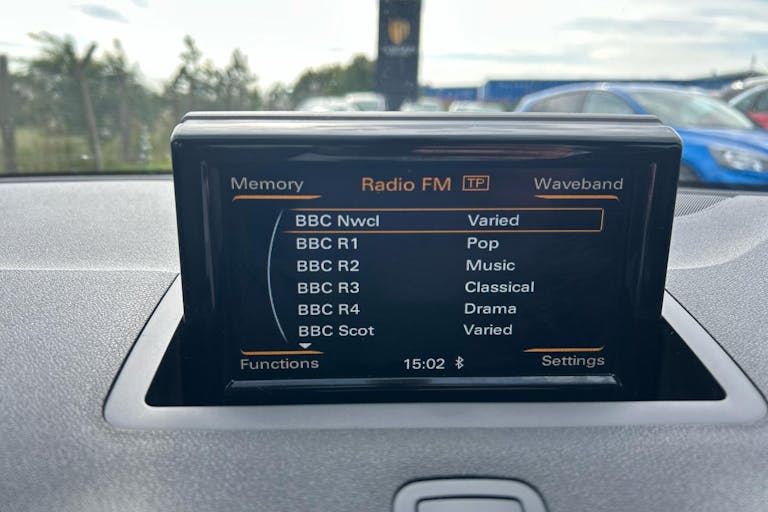 Memory Radio FM TP Waveband
BBC Nwcl Varied
BBC R1 Pop
BBC R2 Music
BBC R3 Classical
BBC R4 Drama
BBC Scot Varied
Functions 15:02 Settings